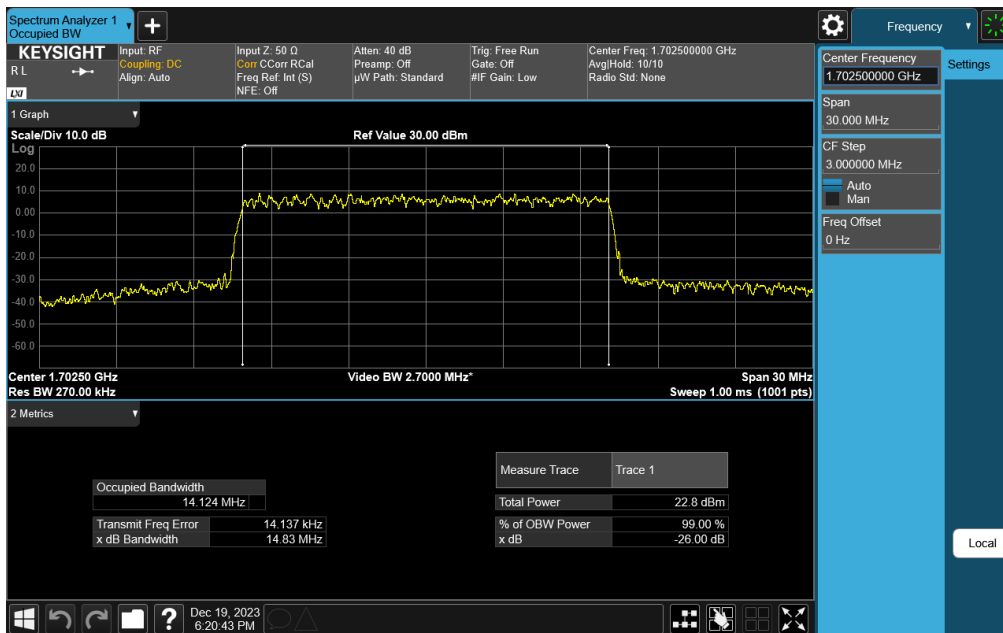 Spectrum Analyzer 1
Occupied BW
Frequency
KEYSIGHT
R L
LXI
Input: RF
Coupling: DC
Align: Auto
Input Z: 50 Ω
Corr CCorr RCal
Freq Ref: Int (S)
NFE: Off
Atten: 40 dB
Preamp: Off
µW Path: Standard
Trig: Free Run
Gate: Off
#IF Gain: Low
Center Freq: 1.702500000 GHz
Avg|Hold: 10/10
Radio Std: None
Center Frequency
1.702500000 GHz
Settings
Span
30.000 MHz
CF Step
3.000000 MHz
Auto
Man
Freq Offset
0 Hz
Local
1 Graph
Scale/Div 10.0 dB
Ref Value 30.00 dBm
Log
20.0
10.0
0.00
-10.0
-20.0
-30.0
-40.0
-50.0
-60.0
Center 1.70250 GHz
Video BW 2.7000 MHz*
Span 30 MHz
Res BW 270.00 kHz
Sweep 1.00 ms (1001 pts)
2 Metrics
Measure Trace Trace 1
Occupied Bandwidth
14.124 MHz
Total Power 22.8 dBm
Transmit Freq Error 14.137 kHz
% of OBW Power 99.00 %
x dB Bandwidth 14.83 MHz
x dB -26.00 dB
?
Dec 19, 2023
6:20:43 PM